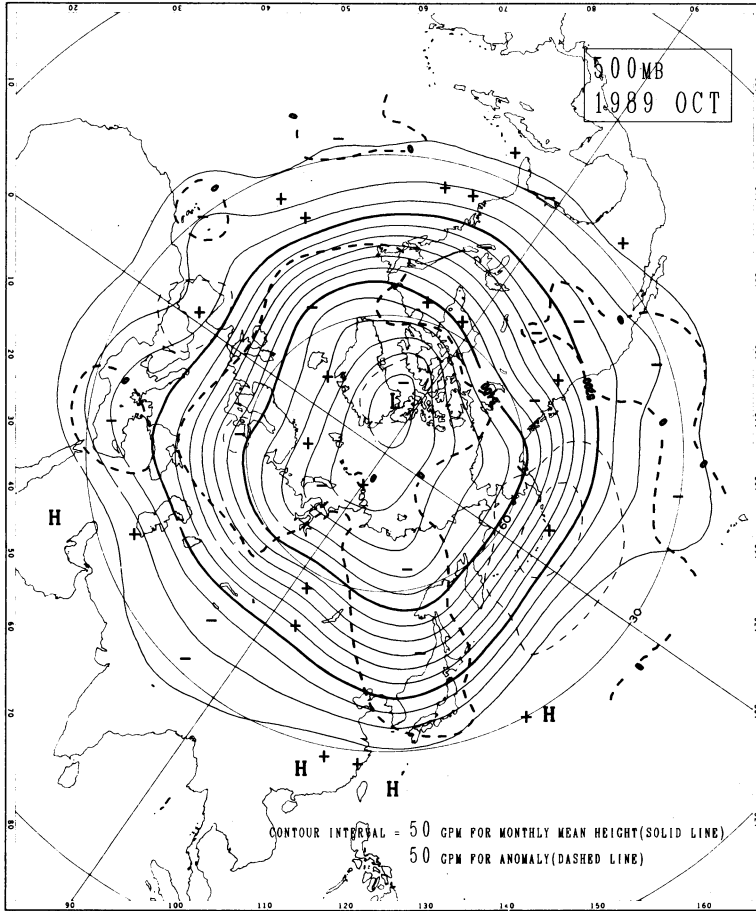 20 30 40 50 60 70 80 90
500MB
1989 OCT
10
0
10
20
30
40
50
60
70
80
L
H
60
30
H
H
H
CONTOUR INTERVAL = 50 GPM FOR MONTHLY MEAN HEIGHT(SOLID LINE)
50 GPM FOR ANOMALY(DASHED LINE)
90 100 110 120 130 140 150 160